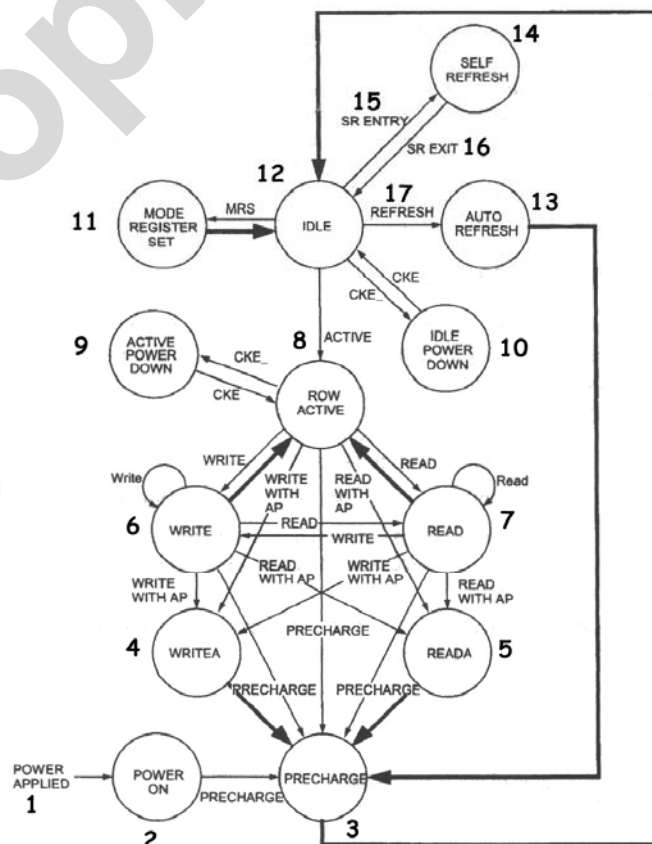 14
SELF
REFRESH
15
SR ENTRY
SR EXIT 16
12
17
11
MODE
REGISTER
SET
MRS
IDLE
REFRESH
AUTO
REFRESH
13
CKE
CKE_
IDLE
POWER
DOWN
10
9
ACTIVE
POWER
DOWN
8
ACTIVE
CKE_
CKE
ROW
ACTIVE
WRITE
WRITE
WITH
AP
READ
WITH
AP
READ
Write
Read
6
WRITE
READ
WRITE
READ
7
READ
WITH AP
WRITE
WITH AP
WRITE
WITH AP
READ
WITH AP
4
WRITEA
PRECHARGE
READA
5
PRECHARGE
PRECHARGE
POWER
APPLIED
1
POWER
ON
2
PRECHARGE
PRECHARGE
3